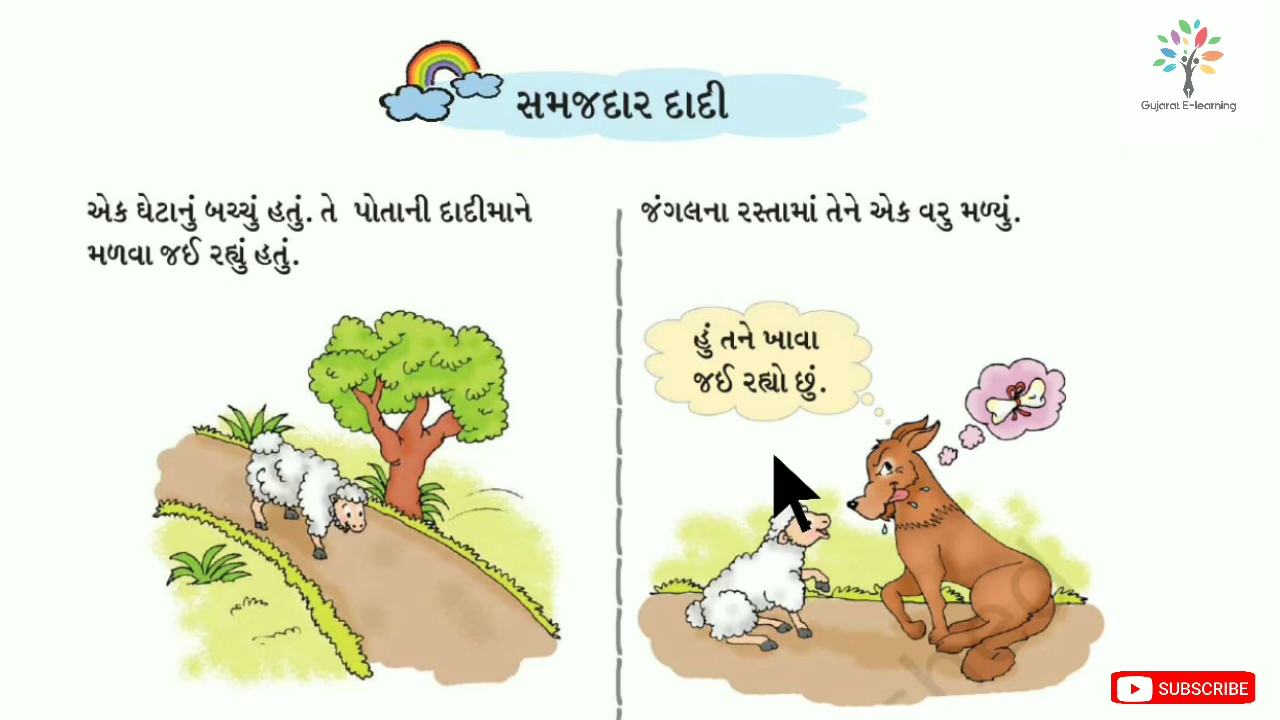 સમજદાર દાદી
Gujarat E-learning
એક ઘેટાનું બચ્ચું હતું. તે પોતાની દાદીમાને
મળવા જઈ રહ્યું હતું.
જંગલના રસ્તામાં તેને એક વરુ મળ્યું.
હું તને ખાવા
જઈ રહ્યો છું.
SUBSCRIBE